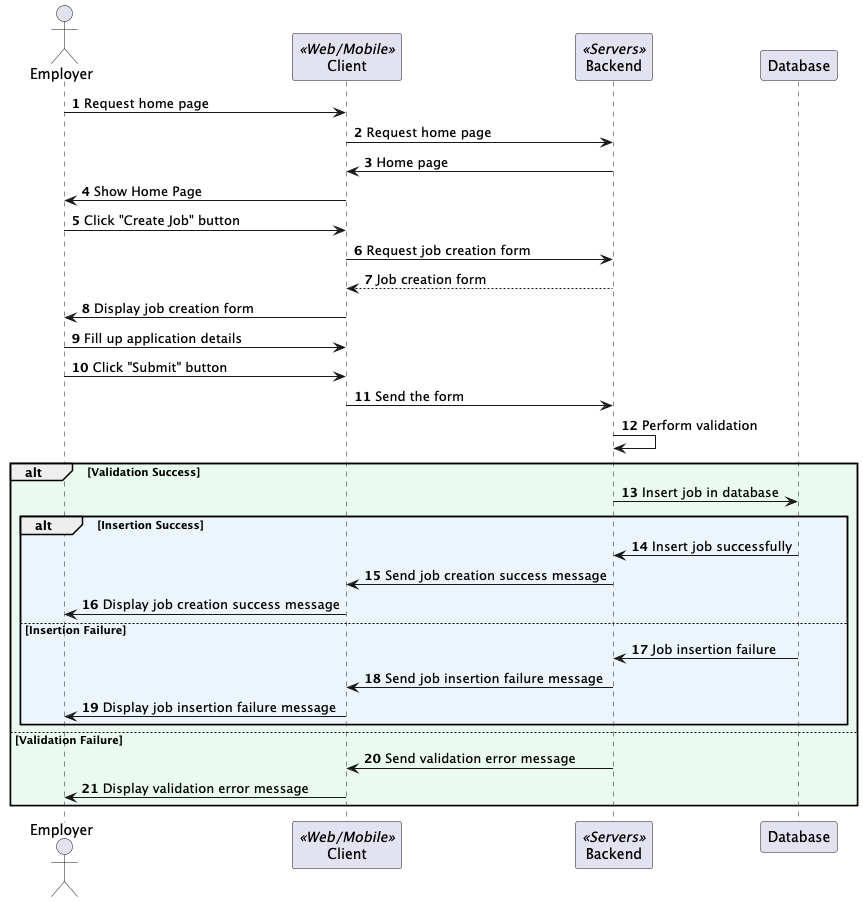 Employer
«Web/Mobile»
Client
«Servers»
Backend
Database
1 Request home page
2 Request home page
3 Home page
4 Show Home Page
5 Click "Create Job" button
6 Request job creation form
7 Job creation form
8 Display job creation form
9 Fill up application details
10 Click "Submit" button
11 Send the form
12 Perform validation
alt [Validation Success]
13 Insert job in database
alt [Insertion Success]
14 Insert job successfully
15 Send job creation success message
16 Display job creation success message
[Insertion Failure]
17 Job insertion failure
18 Send job insertion failure message
19 Display job insertion failure message
[Validation Failure]
20 Send validation error message
21 Display validation error message
Employer
«Web/Mobile»
Client
«Servers»
Backend
Database